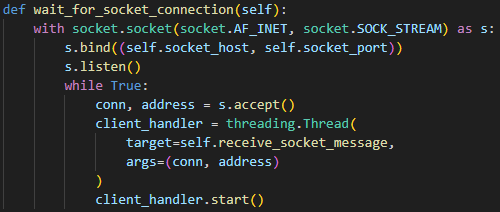 def wait_for_socket_connection(self):
    with socket.socket(socket.AF_INET, socket.SOCK_STREAM) as s:
        s.bind((self.socket_host, self.socket_port))
        s.listen()
        while True:
            conn, address = s.accept()
            client_handler = threading.Thread(
                target=self.receive_socket_message,
                args=(conn, address)
            )
            client_handler.start()